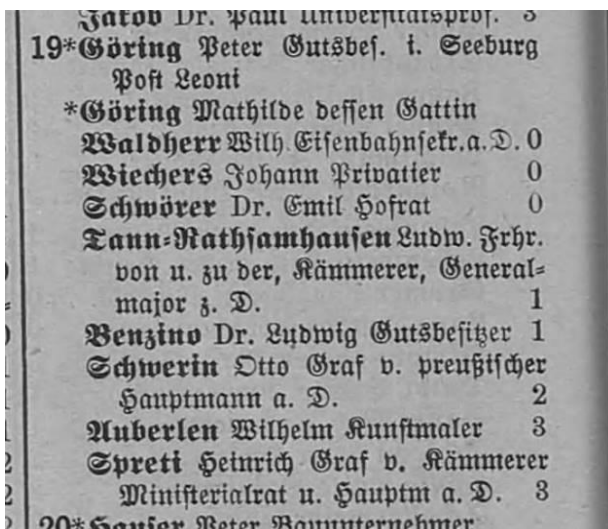 Jakob Dr. Paul Universitätsprof. 3
19*Göring Peter Gutsbes. i. Seeburg
Post Leoni
*Göring Mathilde dessen Gattin
Waldherr Wilh. Eisenbahnsekr. a. D. 0
Wiechers Johann Privatier 0
Schwörer Dr. Emil Hofrat 0
Tann-Rathsamhausen Ludw. Frhr.
von u. zu der, Kämmerer, General-
major z. D. 1
Benzino Dr. Ludwig Gutsbesitzer 1
Schwerin Otto Graf v. preußischer
Hauptmann a. D. 2
Auberlen Wilhelm Kunstmaler 3
Spreti Heinrich Graf v. Kämmerer
Ministerialrat u. Hauptm a. D. 3
20*Hauser Peter Bauunternehmer